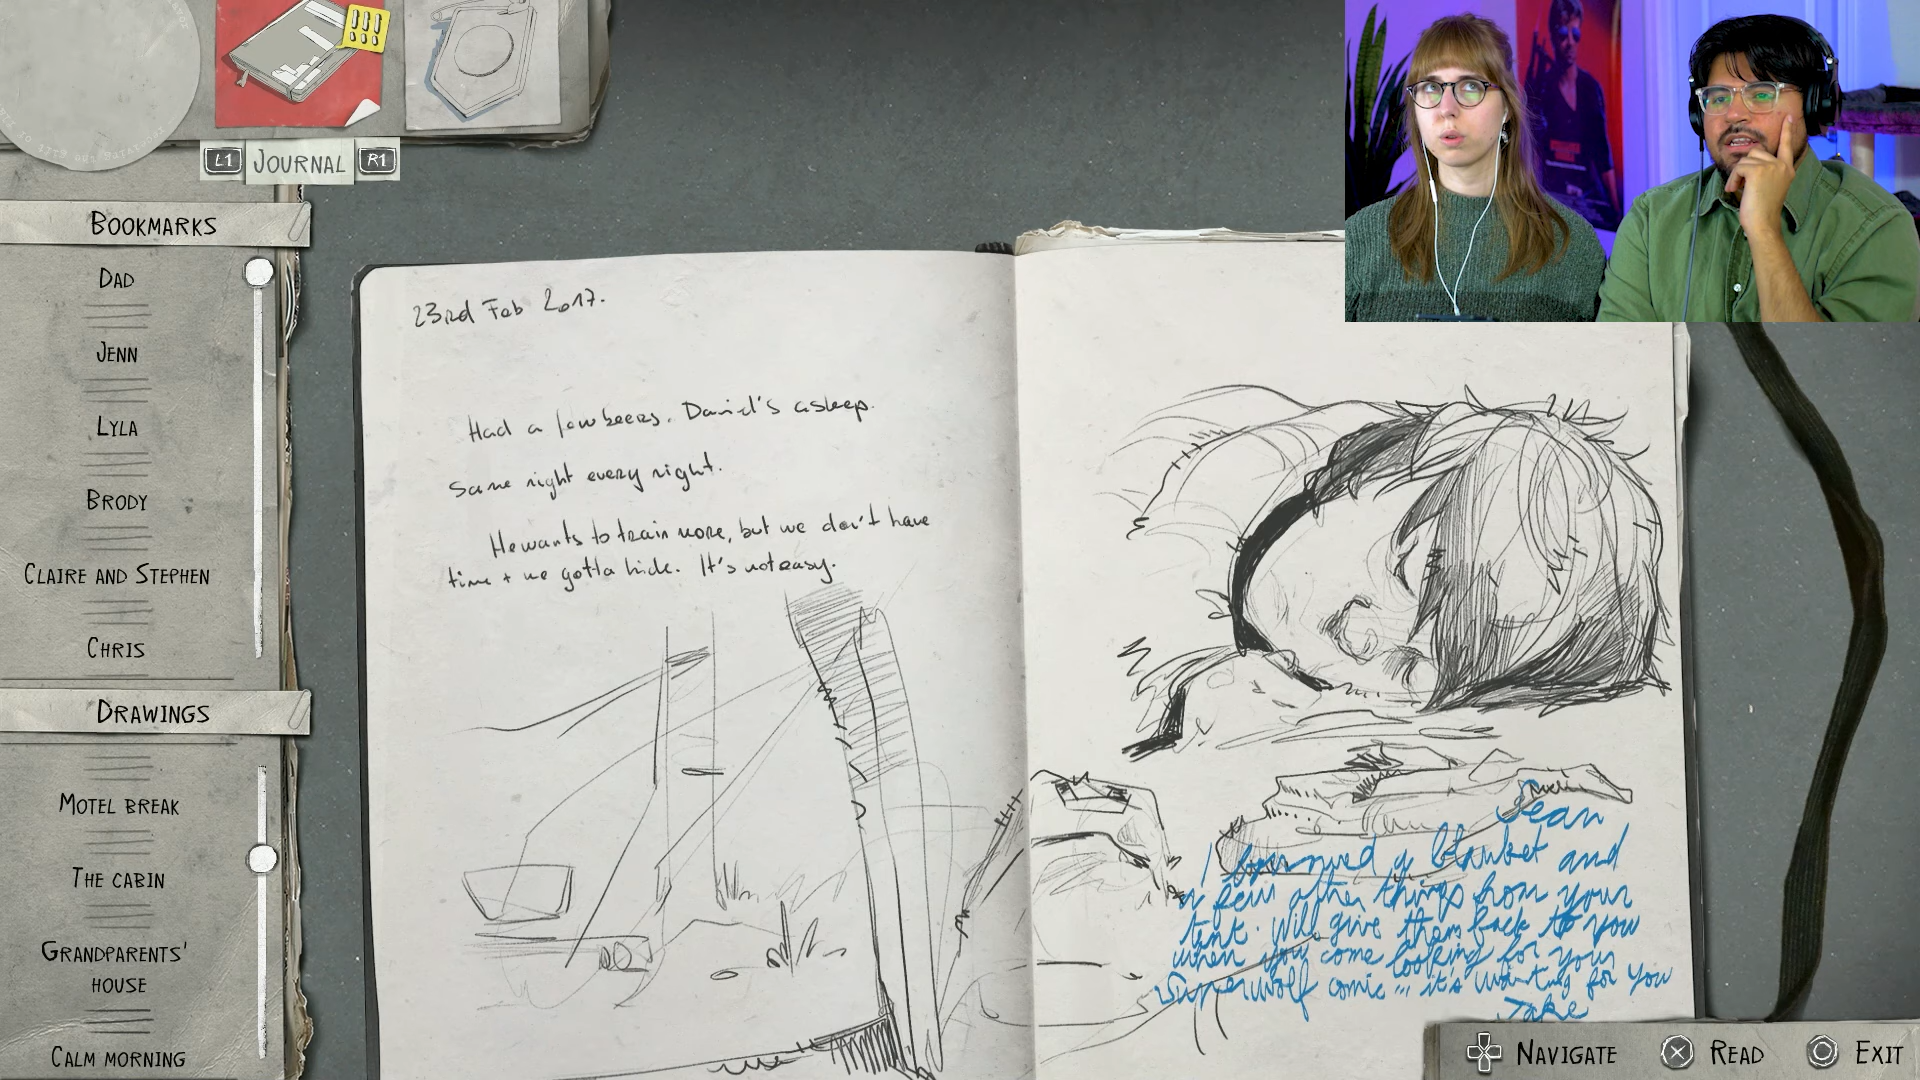 L1 JOURNAL R1
BOOKMARKS
DAD
JENN
LYLA
BRODY
CLAIRE AND STEPHEN
CHRIS
DRAWINGS
MOTEL BREAK
THE CABIN
GRANDPARENTS'
HOUSE
CALM MORNING
23rd Feb 2017.
Had a few beers. Daniel's asleep.
Same night every night.
He wants to train more, but we don't have
time + we gotta hide. It's not easy.
Sean
I borrowed a blanket and
a few other things from your
tent. Will give them back to you
when you come looking for your
Superwolf comic... it's waiting for you
Jake
NAVIGATE READ EXIT